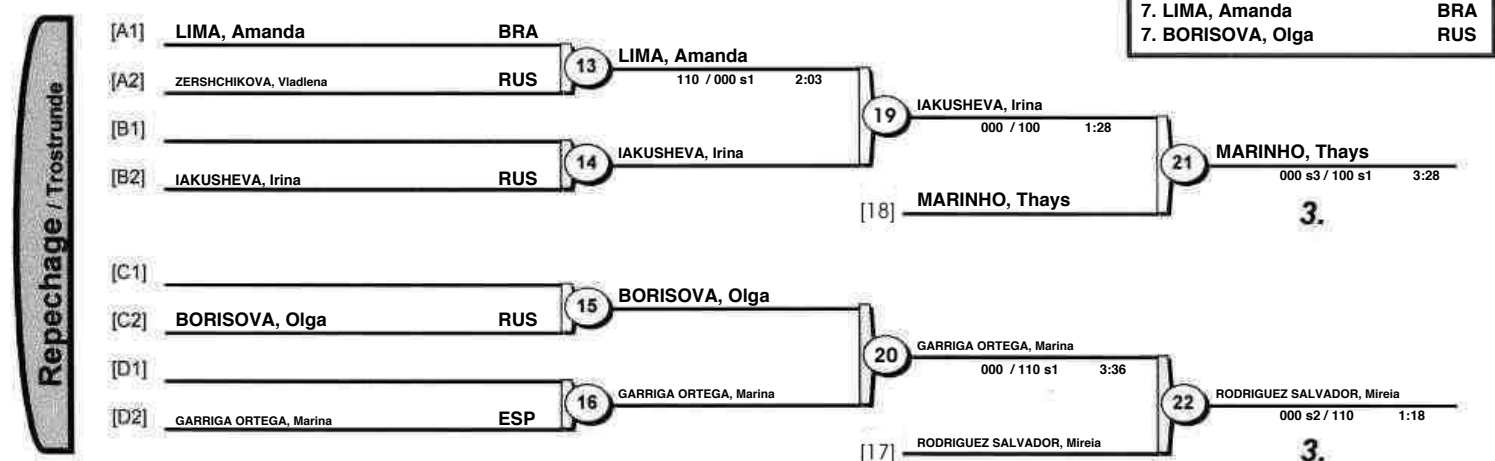 7. LIMA, Amanda BRA
7. BORISOVA, Olga RUS
Repechage / Trostrunde
[A1] LIMA, Amanda BRA
13 LIMA, Amanda
110 / 000 s1 2:03
[A2] ZERSHCHIKOVA, Vladlena RUS
19 IAKUSHEVA, Irina
000 / 100 1:28
[B1]
14 IAKUSHEVA, Irina
[B2] IAKUSHEVA, Irina RUS
21 MARINHO, Thays
000 s3 / 100 s1 3:28
[18] MARINHO, Thays
3.
[C1]
15 BORISOVA, Olga
[C2] BORISOVA, Olga RUS
20 GARRIGA ORTEGA, Marina
000 / 110 s1 3:36
[D1]
16 GARRIGA ORTEGA, Marina
[D2] GARRIGA ORTEGA, Marina ESP
22 RODRIGUEZ SALVADOR, Mireia
000 s2 / 110 1:18
[17] RODRIGUEZ SALVADOR, Mireia
3.